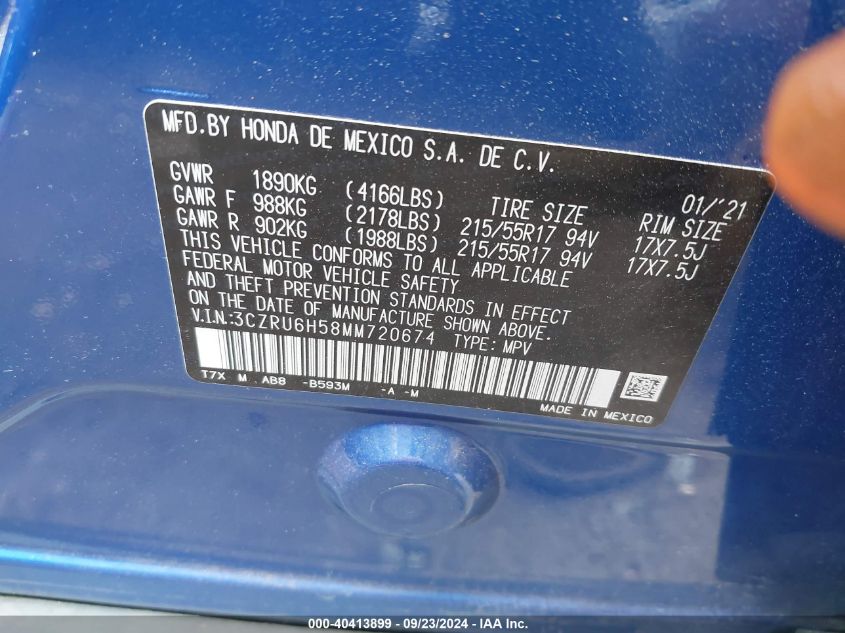 MFD.BY HONDA DE MEXICO S.A. DE C.V.
01/'21
GVWR 1890KG (4166LBS) TIRE SIZE RIM SIZE
GAWR F 988KG (2178LBS) 215/55R17 94V 17X7.5J
GAWR R 902KG (1988LBS) 215/55R17 94V 17X7.5J
THIS VEHICLE CONFORMS TO ALL APPLICABLE
FEDERAL MOTOR VEHICLE SAFETY
AND THEFT PREVENTION STANDARDS IN EFFECT
ON THE DATE OF MANUFACTURE SHOWN ABOVE.
V.I.N:3CZRU6H58MM720674 TYPE: MPV
T7X M .AB8 -B593M -A -M
MADE IN MEXICO
000-40413899 - 09/23/2024 - IAA Inc.